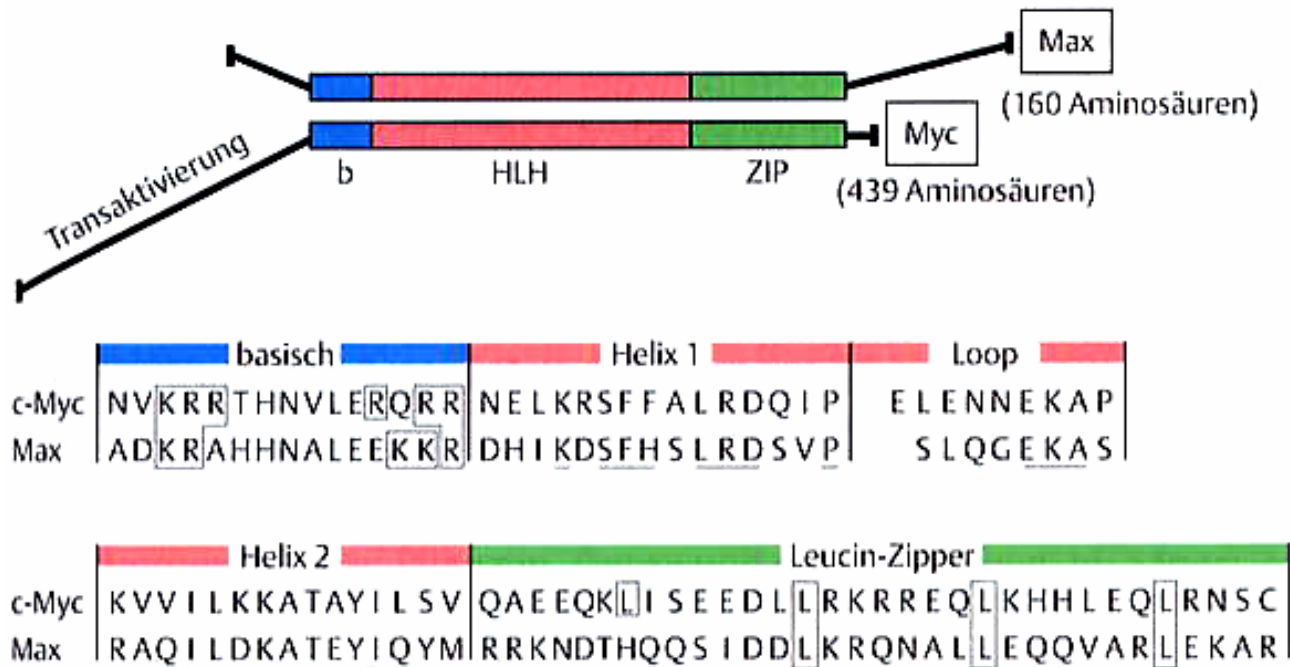 Max
(160 Aminosäuren)
Myc
(439 Aminosäuren)
Transaktivierung
b HLH ZIP
basisch Helix 1 Loop
c-Myc NVKRRTHNVLERQRR NELKRSFFALRDQIP ELENNEKAP
Max ADKRAHHNALEEKKR DHIKDSFHSLRDSVP SLQGEKAS
Helix 2 Leucin-Zipper
c-Myc KVVILKKATAYILSV QAEEQKLISEEDLLRKRREQLKHHLEQLRNSC
Max RAQILDKATEYIQYM RRKNDTHQQSIDDLKRQNALLEQQVARLEKAR